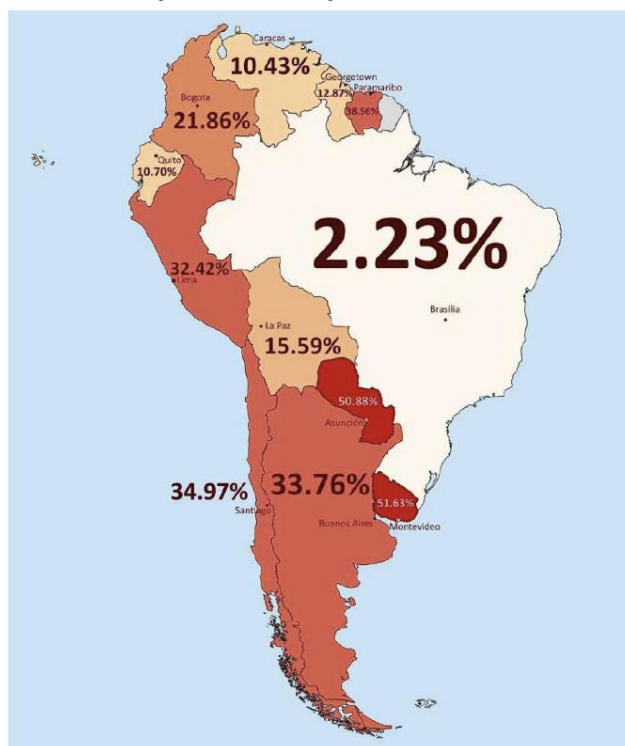 Caracas
10.43%
Georgetown
12.87%
Paramaribo
38.56%
Bogota
21.86%
Quito
10.70%
2.23%
32.42%
Lima
Brasilia
La Paz
15.59%
50.88%
Asunción
34.97%
33.76%
Santiago
51.63%
Buenos Aires
Montevideo